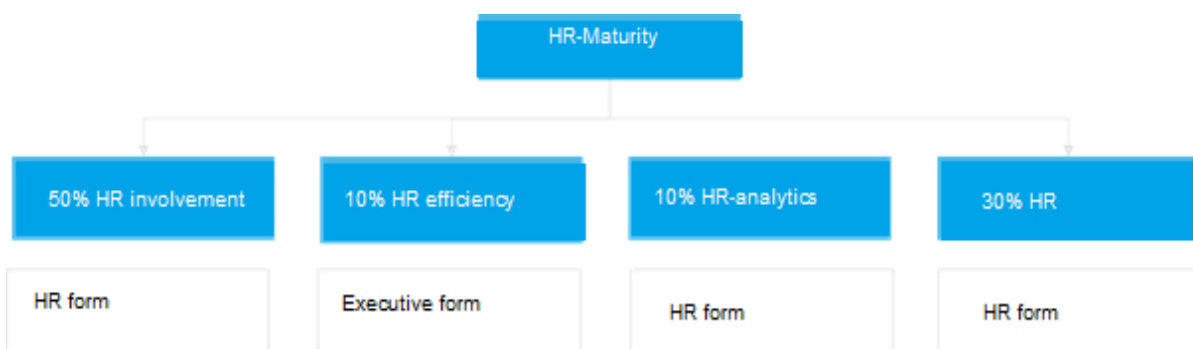 HR-Maturity
50% HR involvement
10% HR efficiency
10% HR-analytics
30% HR
HR form
Executive form
HR form
HR form